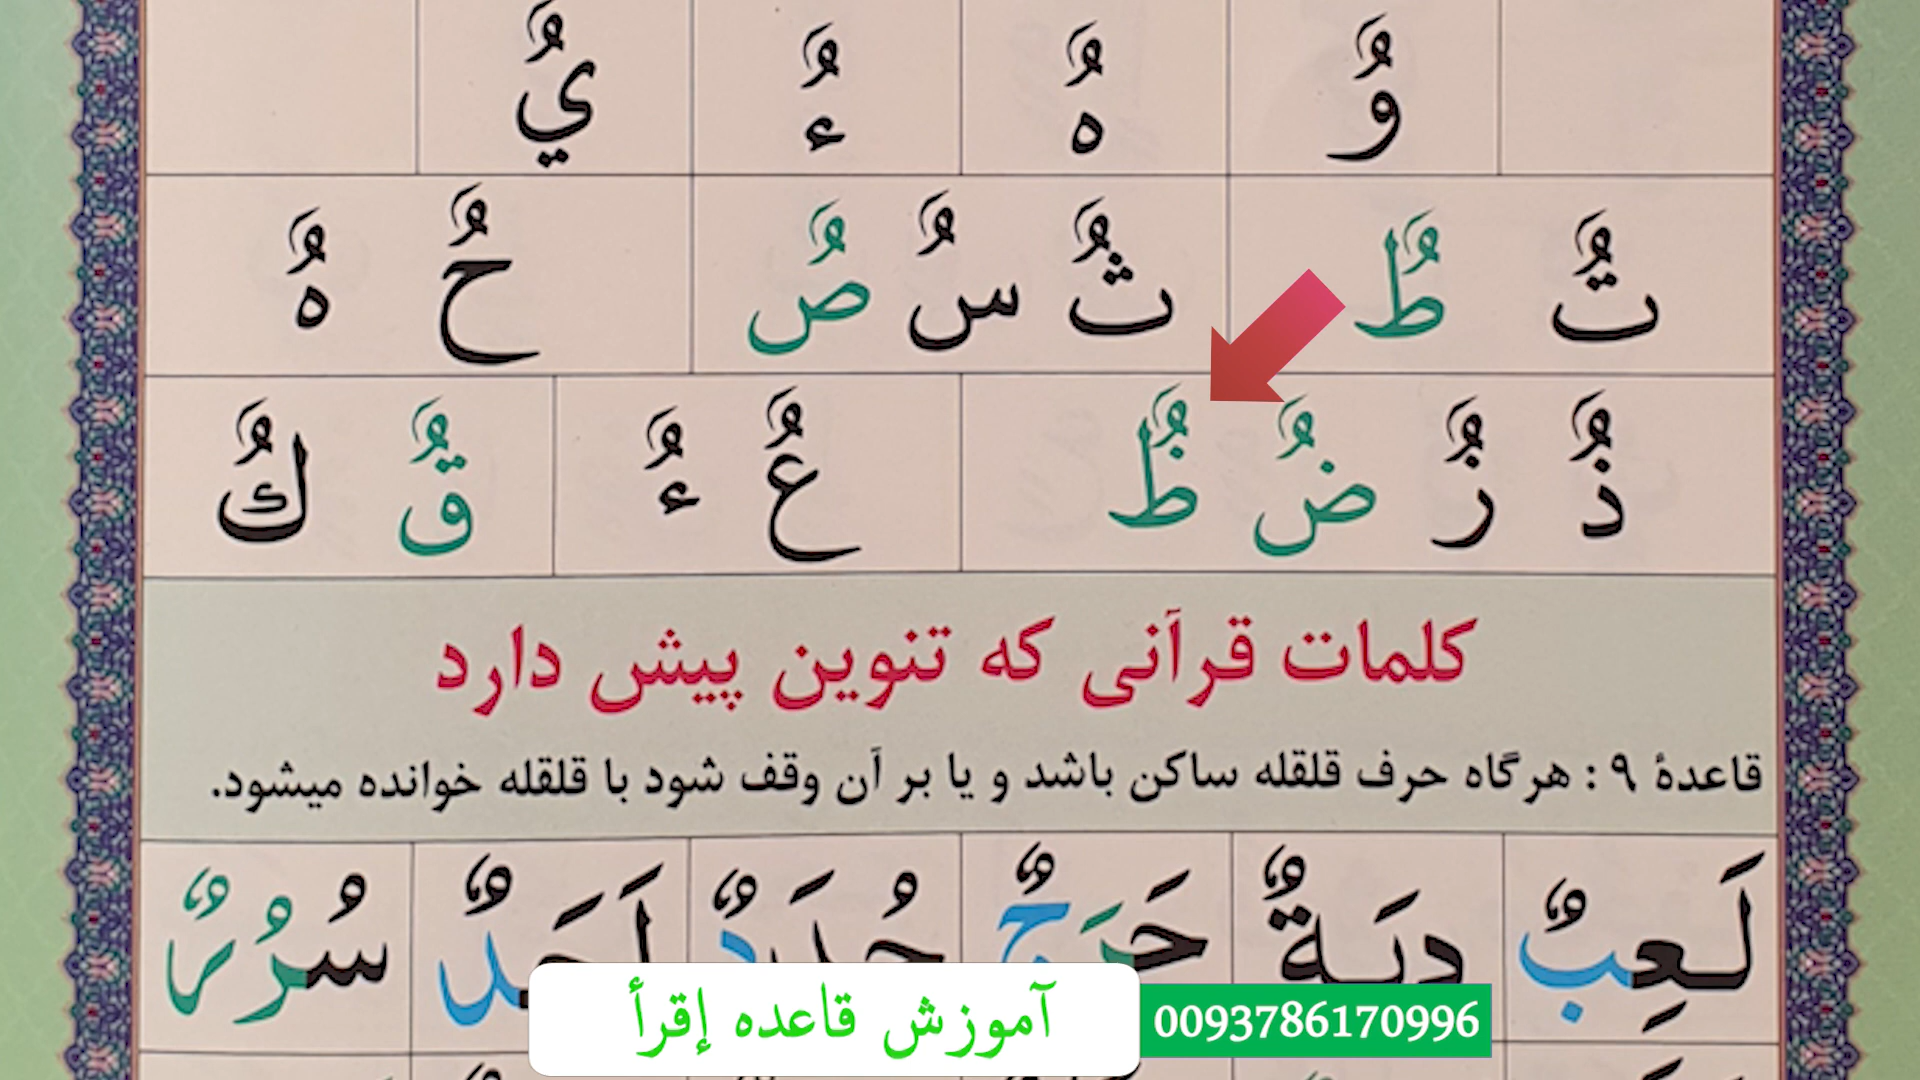 وٌ هٌ ءٌ يٌ
تٌ طٌ ثٌ سٌ صٌ حٌ هٌ
ذٌ زٌ ضٌ ظٌ عٌ ءٌ قٌ كٌ
کلمات قرآنی که تنوین پیش دارد
قاعدهٔ ۹ : هرگاه حرف قلقله ساکن باشد و یا بر آن وقف شود با قلقله خوانده میشود.
لَعِبٌ دِيَةٌ حَرَجٌ جُدَدٌ لَحَدٌ سُرُرٌ
آموزش قاعده إقرأ
0093786170996